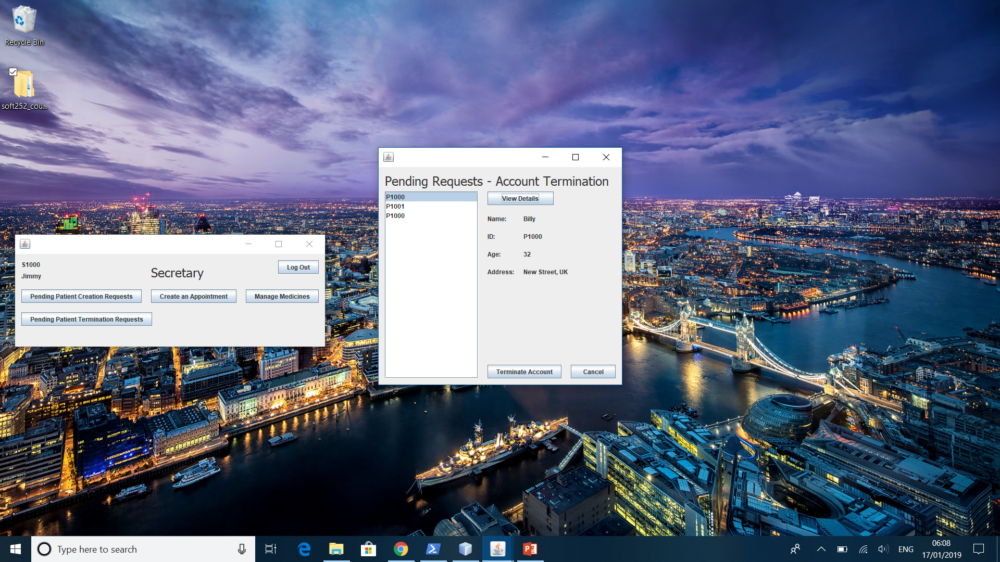 Recycle Bin
soft252_cou...
S1000
Jimmy
Secretary
Log Out
Pending Patient Creation Requests
Create an Appointment
Manage Medicines
Pending Patient Termination Requests
Pending Requests - Account Termination
P1000
P1001
P1000
View Details
Name: Billy
ID: P1000
Age: 32
Address: New Street, UK
Terminate Account
Cancel
Type here to search
ENG
06:08
17/01/2019